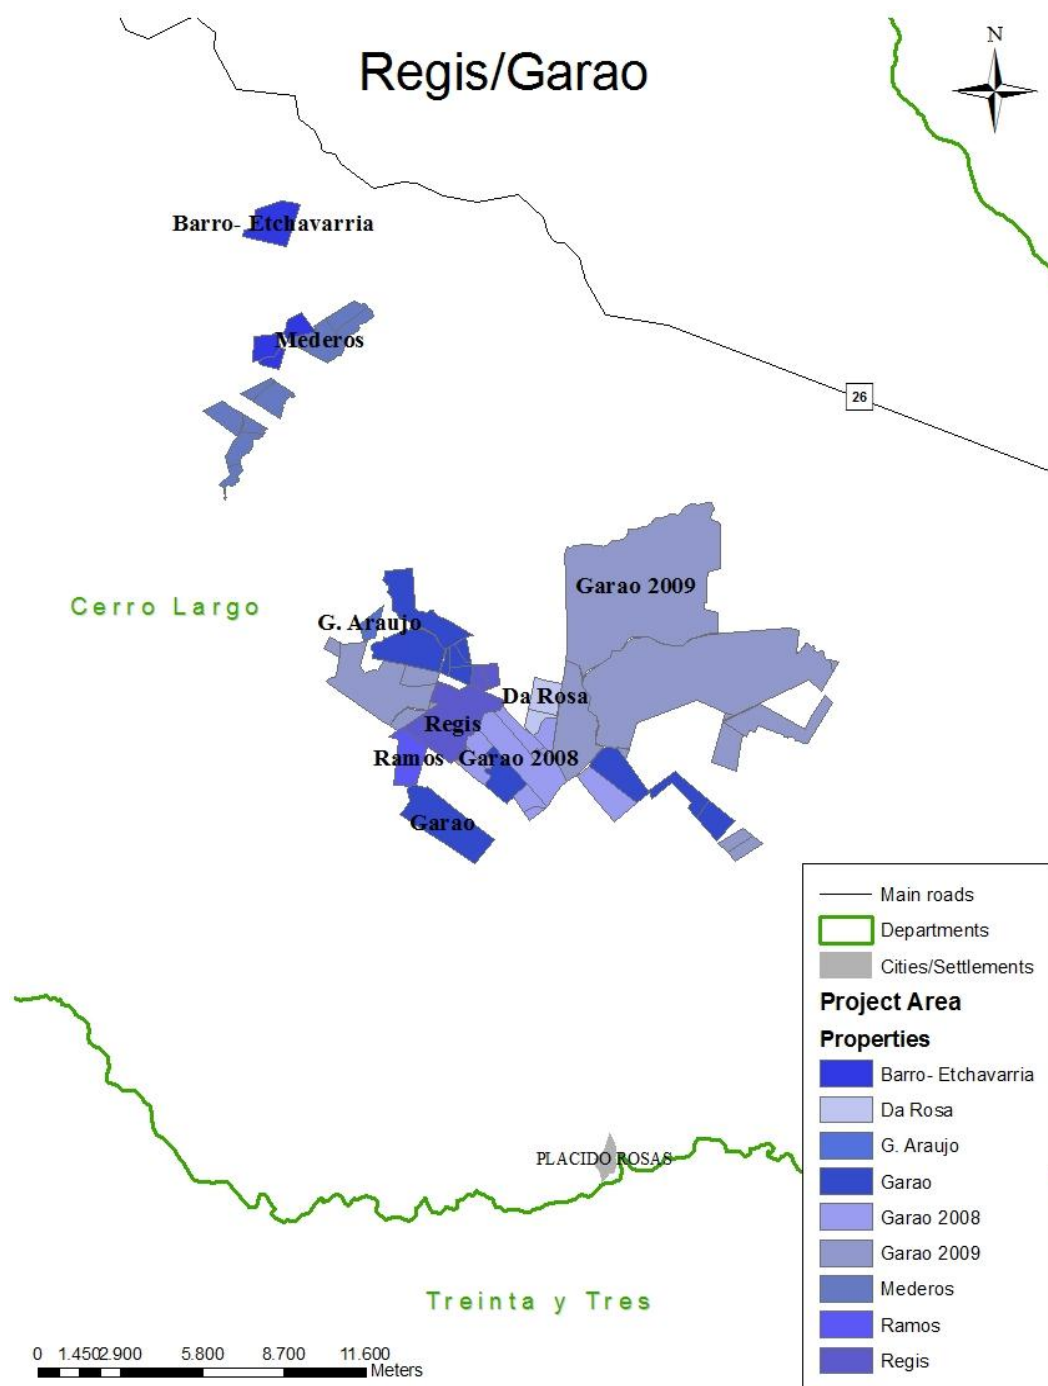 N
Regis/Garao
Barro- Etchavarria
Mederos
26
Garao 2009
Cerro Largo
G. Araujo
Da Rosa
Regis
Ramos
Garao 2008
Garao
Main roads
Departments
Cities/Settlements
Project Area
Properties
Barro- Etchavarria
Da Rosa
G. Araujo
Garao
Garao 2008
Garao 2009
Mederos
Ramos
Regis
PLACIDO ROSAS
Treinta y Tres
0 1.450 2.900 5.800 8.700 11.600
Meters